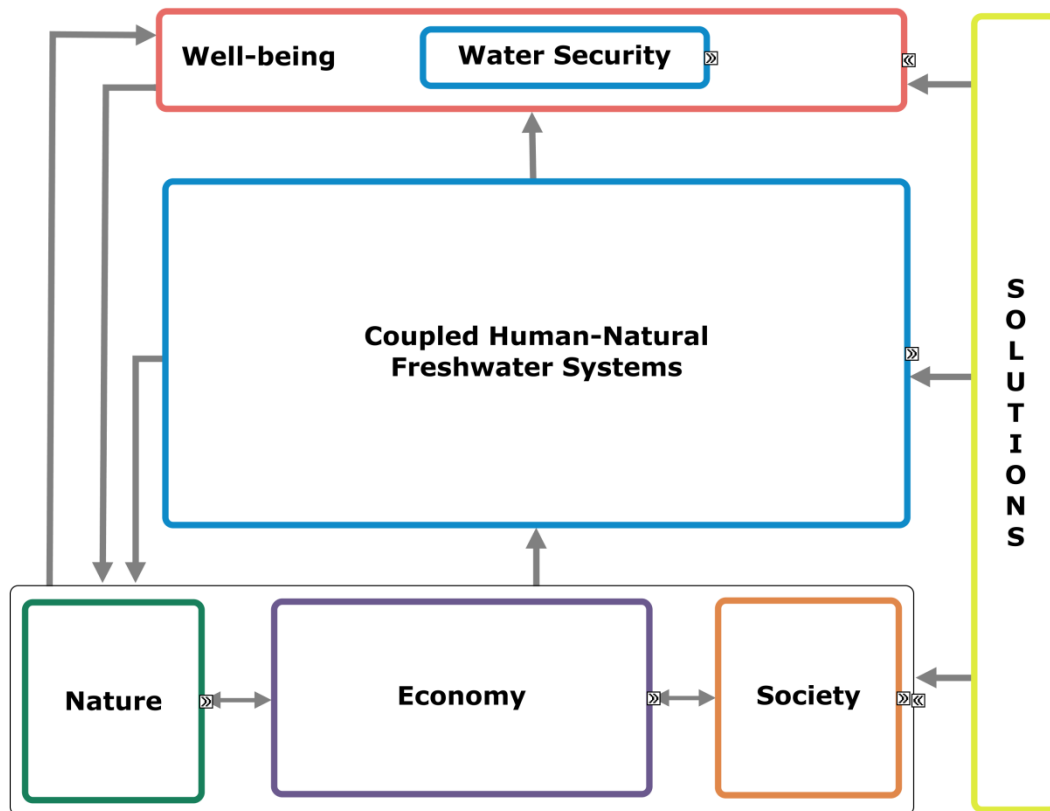 Well-being
Water Security
Coupled Human-Natural
Freshwater Systems
S
O
L
U
T
I
O
N
S
Nature
Economy
Society